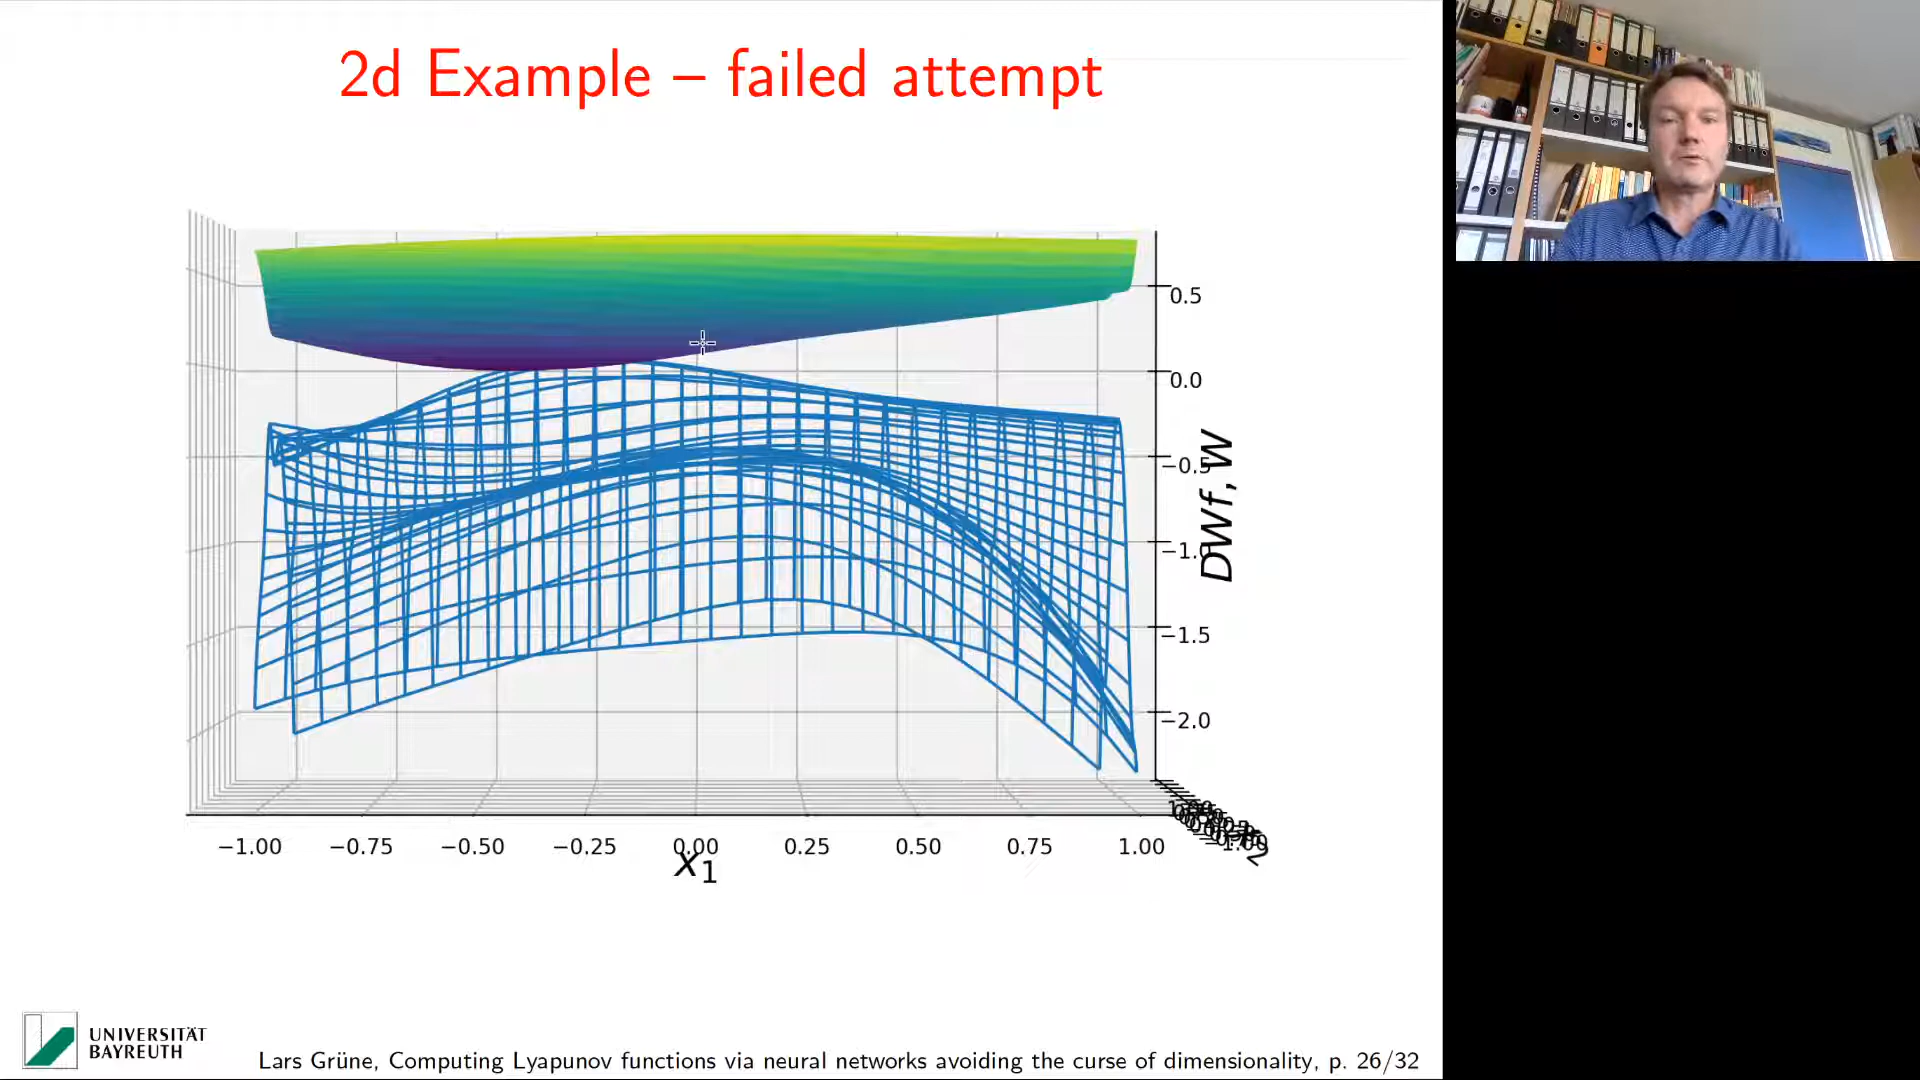 2d Example – failed attempt
0.5
0.0
−0.5
−1.0
−1.5
−2.0
DWf, W
−1.00 −0.75 −0.50 −0.25 0.00 0.25 0.50 0.75 1.00
x₁
UNIVERSITÄT
BAYREUTH
Lars Grüne, Computing Lyapunov functions via neural networks avoiding the curse of dimensionality, p. 26/32